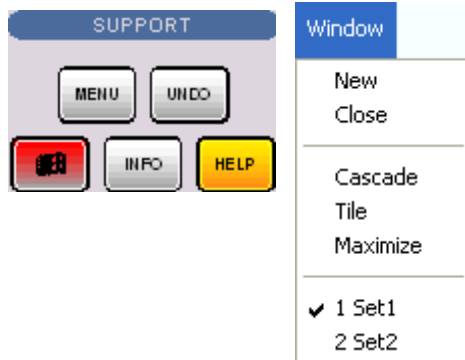 SUPPORT
MENU UNDO
INFO HELP
Window
New
Close
Cascade
Tile
Maximize
✔ 1 Set1
2 Set2